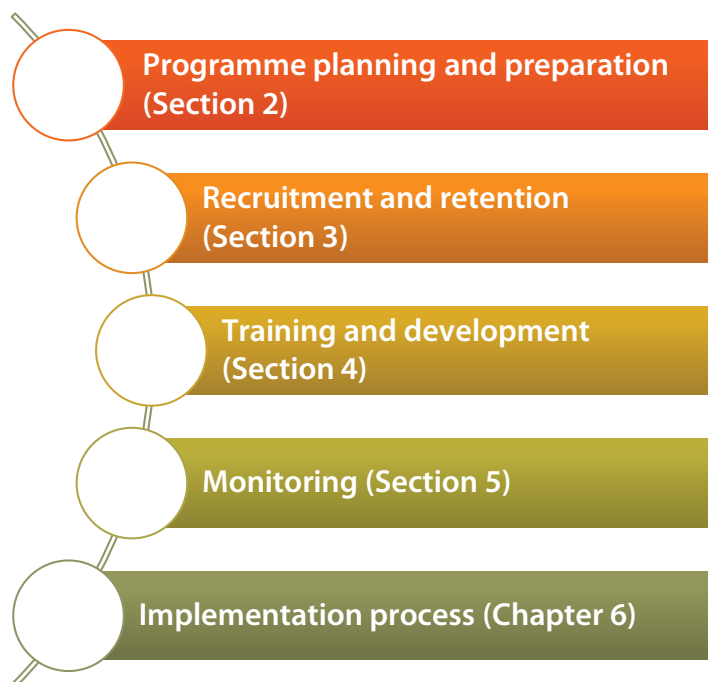 Programme planning and preparation
(Section 2)
Recruitment and retention
(Section 3)
Training and development
(Section 4)
Monitoring (Section 5)
Implementation process (Chapter 6)